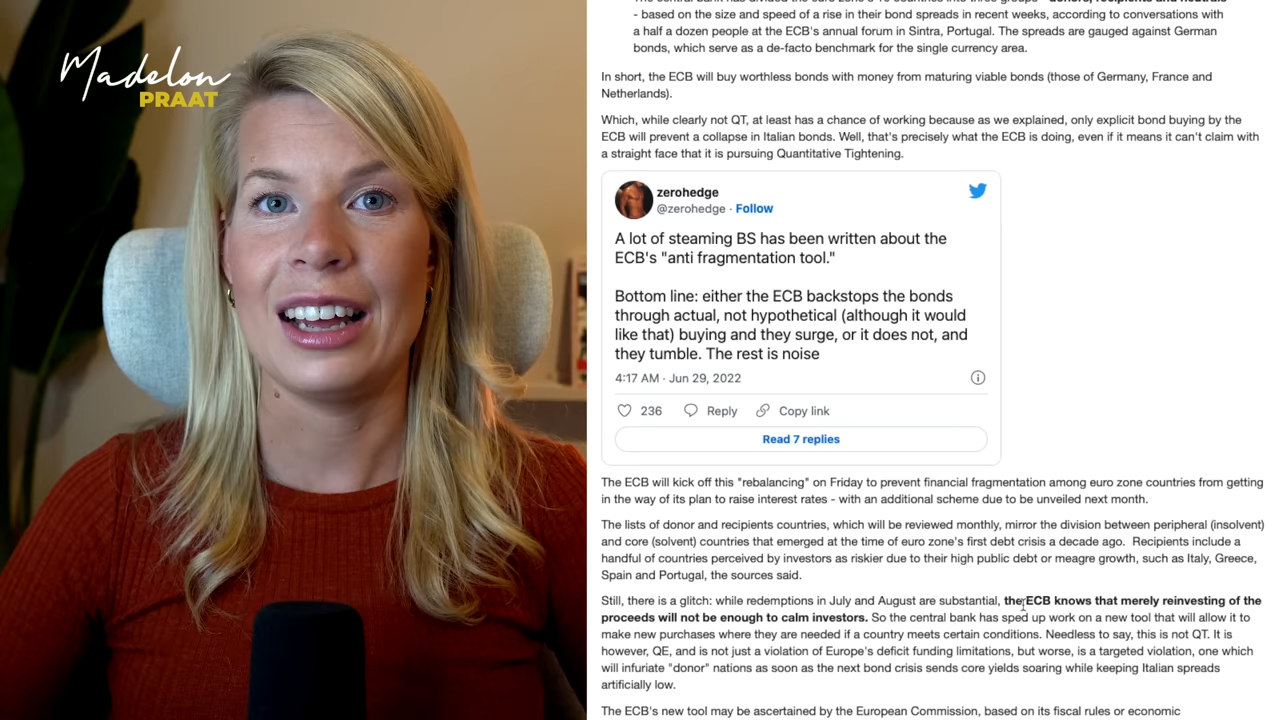 Madelon
PRAAT
donors, recipients and neutrals
- based on the size and speed of a rise in their bond spreads in recent weeks, according to conversations with
a half a dozen people at the ECB's annual forum in Sintra, Portugal. The spreads are gauged against German
bonds, which serve as a de-facto benchmark for the single currency area.
In short, the ECB will buy worthless bonds with money from maturing viable bonds (those of Germany, France and
Netherlands).
Which, while clearly not QT, at least has a chance of working because as we explained, only explicit bond buying by the
ECB will prevent a collapse in Italian bonds. Well, that's precisely what the ECB is doing, even if it means it can't claim with
a straight face that it is pursuing Quantitative Tightening.
zerohedge
@zerohedge · Follow
A lot of steaming BS has been written about the
ECB's "anti fragmentation tool."
Bottom line: either the ECB backstops the bonds
through actual, not hypothetical (although it would
like that) buying and they surge, or it does not, and
they tumble. The rest is noise
4:17 AM · Jun 29, 2022
236 Reply Copy link
Read 7 replies
The ECB will kick off this "rebalancing" on Friday to prevent financial fragmentation among euro zone countries from getting
in the way of its plan to raise interest rates - with an additional scheme due to be unveiled next month.
The lists of donor and recipients countries, which will be reviewed monthly, mirror the division between peripheral (insolvent)
and core (solvent) countries that emerged at the time of euro zone's first debt crisis a decade ago. Recipients include a
handful of countries perceived by investors as riskier due to their high public debt or meagre growth, such as Italy, Greece,
Spain and Portugal, the sources said.
Still, there is a glitch: while redemptions in July and August are substantial, the ECB knows that merely reinvesting of the
proceeds will not be enough to calm investors. So the central bank has sped up work on a new tool that will allow it to
make new purchases where they are needed if a country meets certain conditions. Needless to say, this is not QT. It is
however, QE, and is not just a violation of Europe's deficit funding limitations, but worse, is a targeted violation, one which
will infuriate "donor" nations as soon as the next bond crisis sends core yields soaring while keeping Italian spreads
artificially low.
The ECB's new tool may be ascertained by the European Commission, based on its fiscal rules or economic